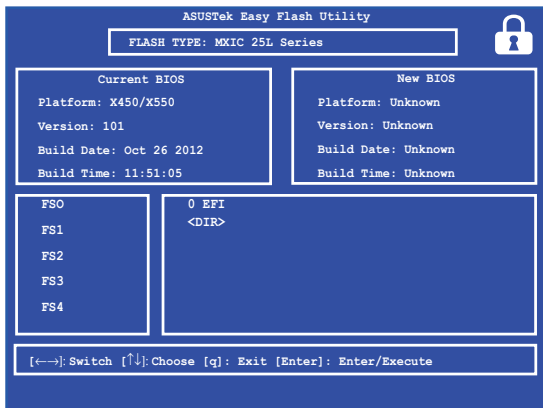 ASUSTek Easy Flash Utility
FLASH TYPE: MXIC 25L Series
Current BIOS
Platform: X450/X550
Version: 101
Build Date: Oct 26 2012
Build Time: 11:51:05
New BIOS
Platform: Unknown
Version: Unknown
Build Date: Unknown
Build Time: Unknown
FSO
FS1
FS2
FS3
FS4
0 EFI
<DIR>
[←→]: Switch [↑↓]: Choose [q]: Exit [Enter]: Enter/Execute